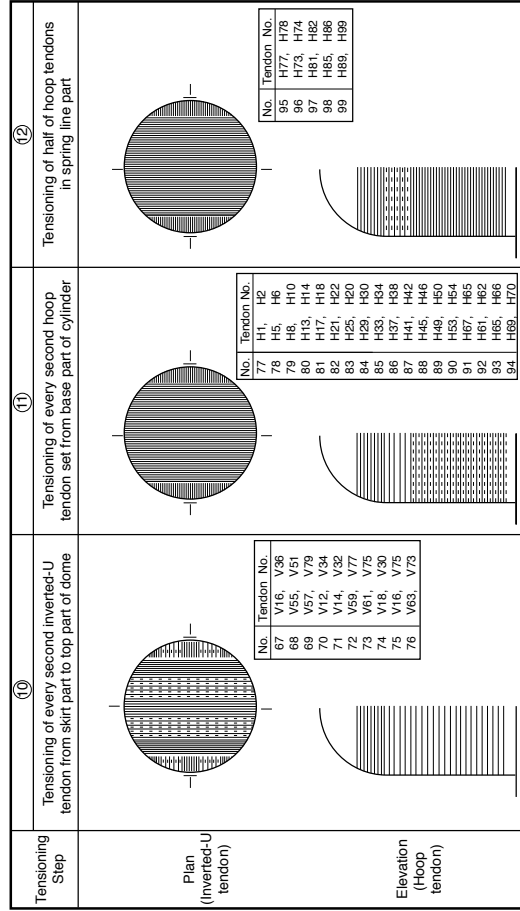 Tensioning
Step
⑩
⑪
⑫
Tensioning of every second inverted-U
tendon from skirt part to top part of dome
Tensioning of every second hoop
tendon set from base part of cylinder
Tensioning of half of hoop tendons
in spring line part
Plan
(Inverted-U
tendon)
No. Tendon No.
67 V16, V36
68 V55, V51
69 V57, V79
70 V12, V34
71 V14, V32
72 V59, V77
73 V61, V75
74 V18, V30
75 V16, V75
76 V63, V73
Elevation
(Hoop
tendon)
No. Tendon No.
77 H1, H2
78 H5, H6
79 H8, H10
80 H13, H14
81 H17, H18
82 H21, H22
83 H25, H20
84 H29, H30
85 H33, H34
86 H37, H38
87 H41, H42
88 H45, H46
89 H49, H50
90 H53, H54
91 H67, H65
92 H61, H62
93 H65, H66
94 H69, H70
No. Tendon No.
95 H77, H78
96 H73, H74
97 H81, H82
98 H85, H86
99 H89, H99